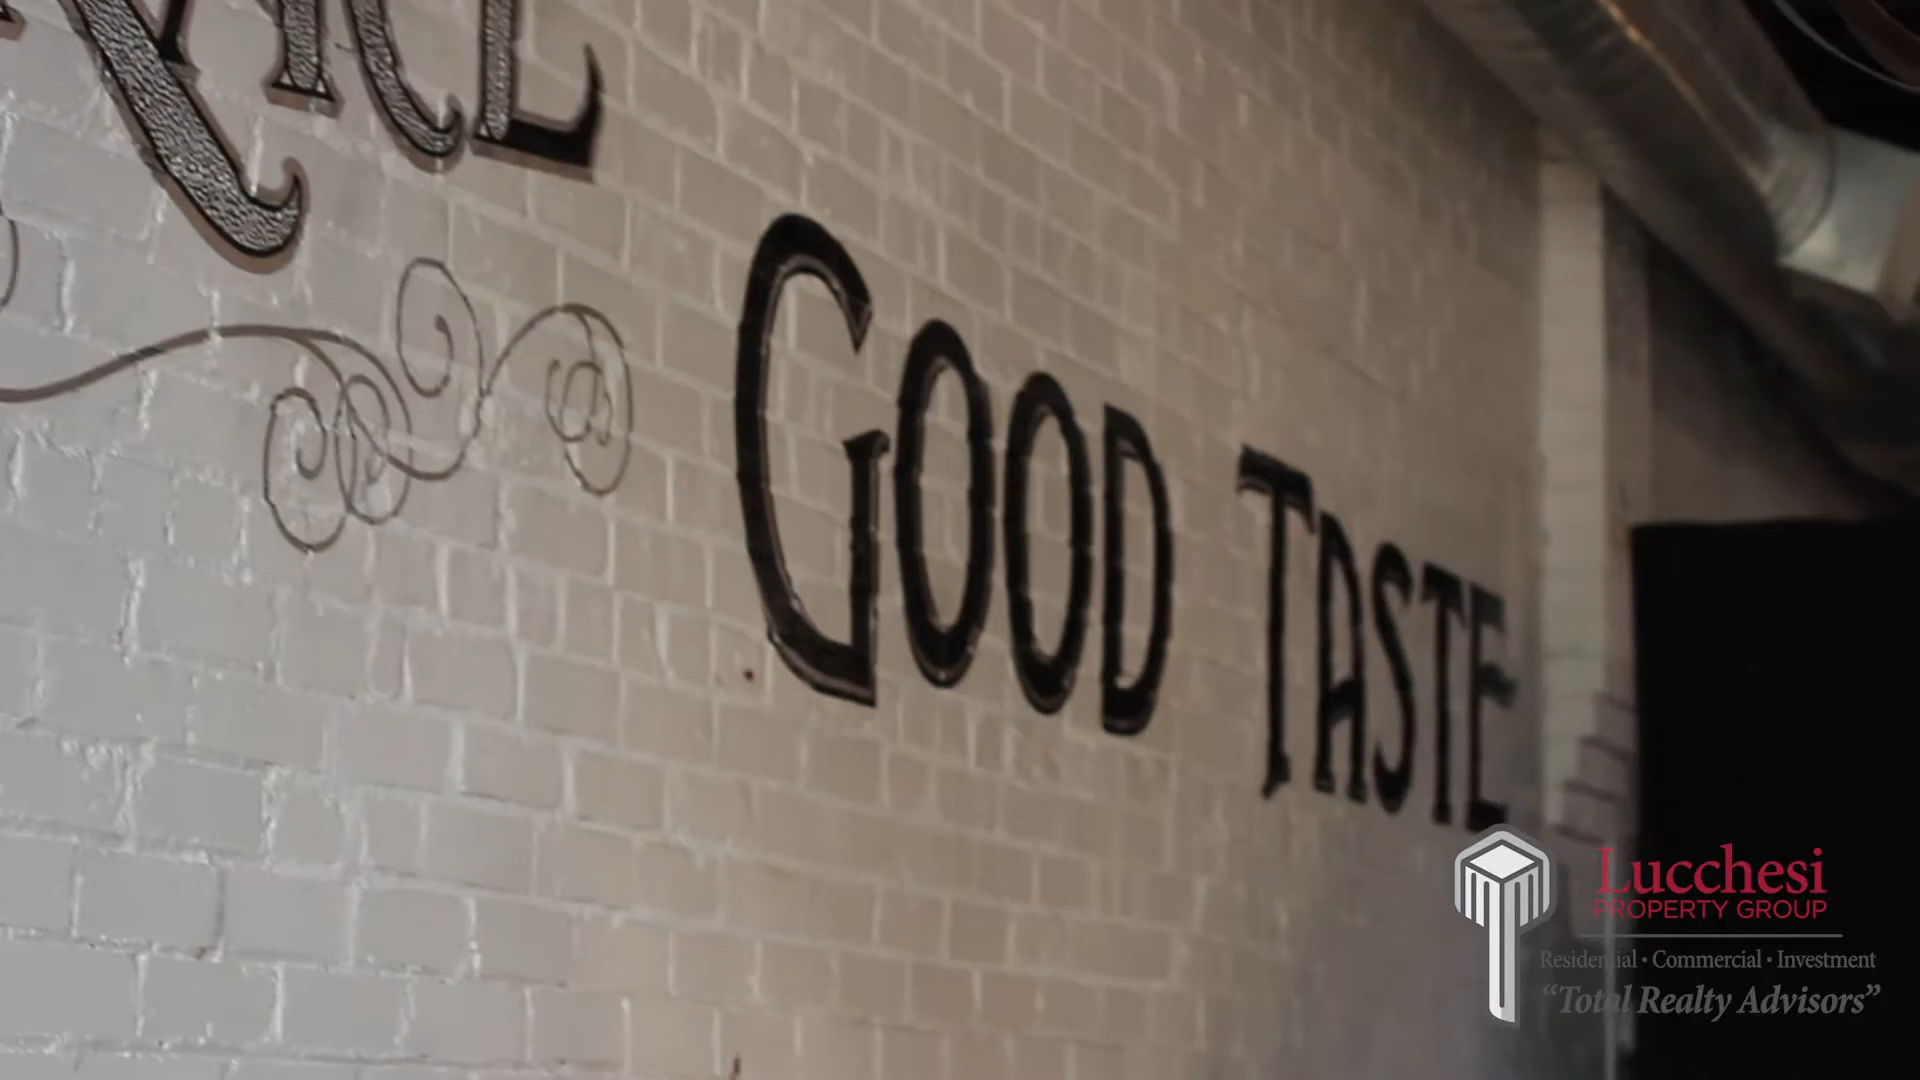 GOOD TASTE
Lucchesi
PROPERTY GROUP
Residential • Commercial • Investment
“Total Realty Advisors”